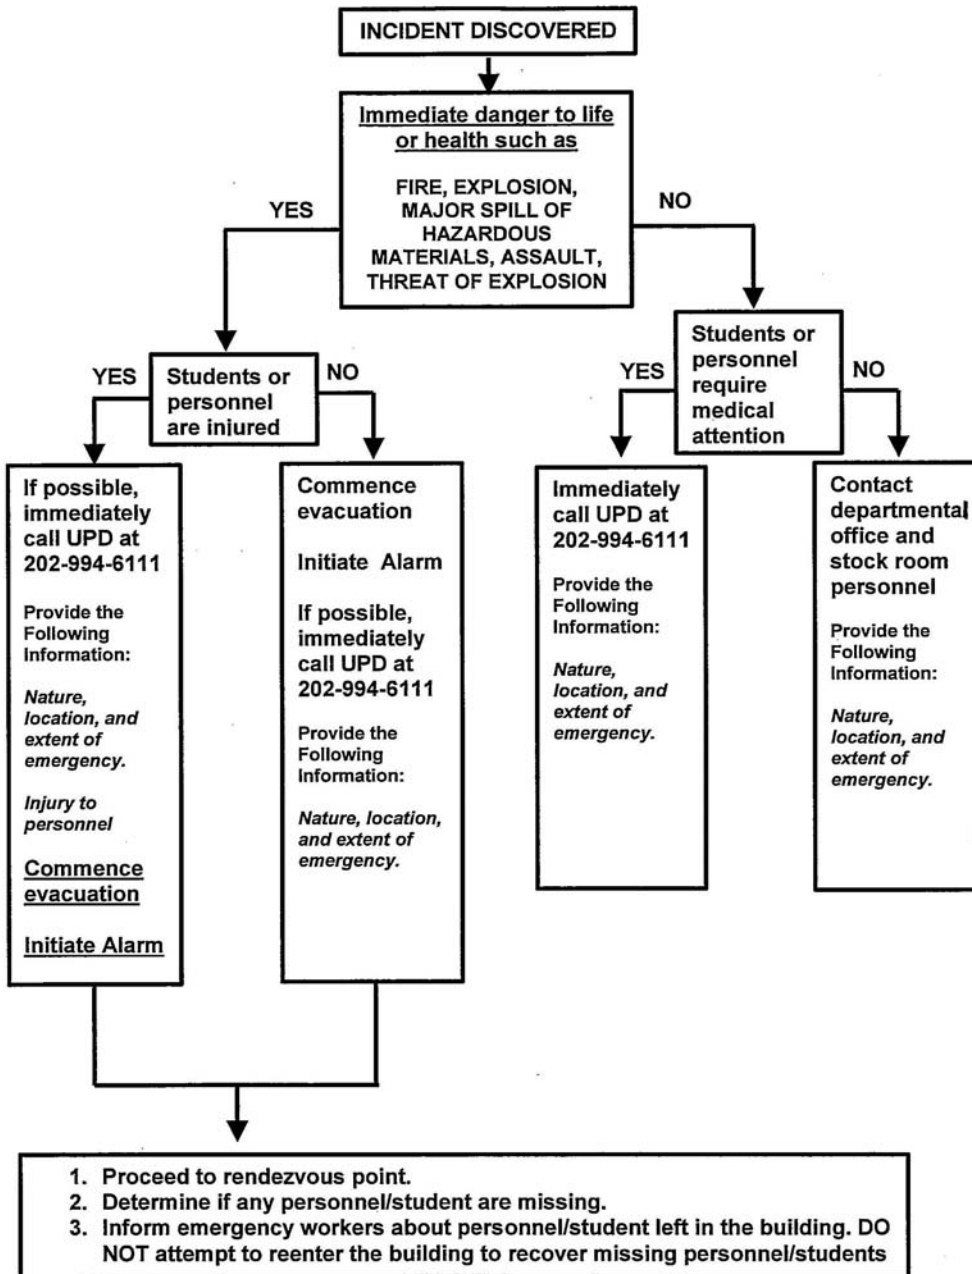 INCIDENT DISCOVERED
Immediate danger to life
or health such as
FIRE, EXPLOSION,
MAJOR SPILL OF
HAZARDOUS
MATERIALS, ASSAULT,
THREAT OF EXPLOSION
YES
NO
Students or
personnel
are injured
YES
NO
Students or
personnel
require
medical
attention
YES
NO
If possible,
immediately
call UPD at
202-994-6111
Provide the
Following
Information:
Nature,
location, and
extent of
emergency.
Injury to
personnel
Commence
evacuation
Initiate Alarm
Commence
evacuation
Initiate Alarm
If possible,
immediately
call UPD at
202-994-6111
Provide the
Following
Information:
Nature, location,
and extent of
emergency.
Immediately
call UPD at
202-994-6111
Provide the
Following
Information:
Nature,
location, and
extent of
emergency.
Contact
departmental
office and
stock room
personnel
Provide the
Following
Information:
Nature,
location, and
extent of
emergency.
1. Proceed to rendezvous point.
2. Determine if any personnel/student are missing.
3. Inform emergency workers about personnel/student left in the building. DO
NOT attempt to reenter the building to recover missing personnel/students